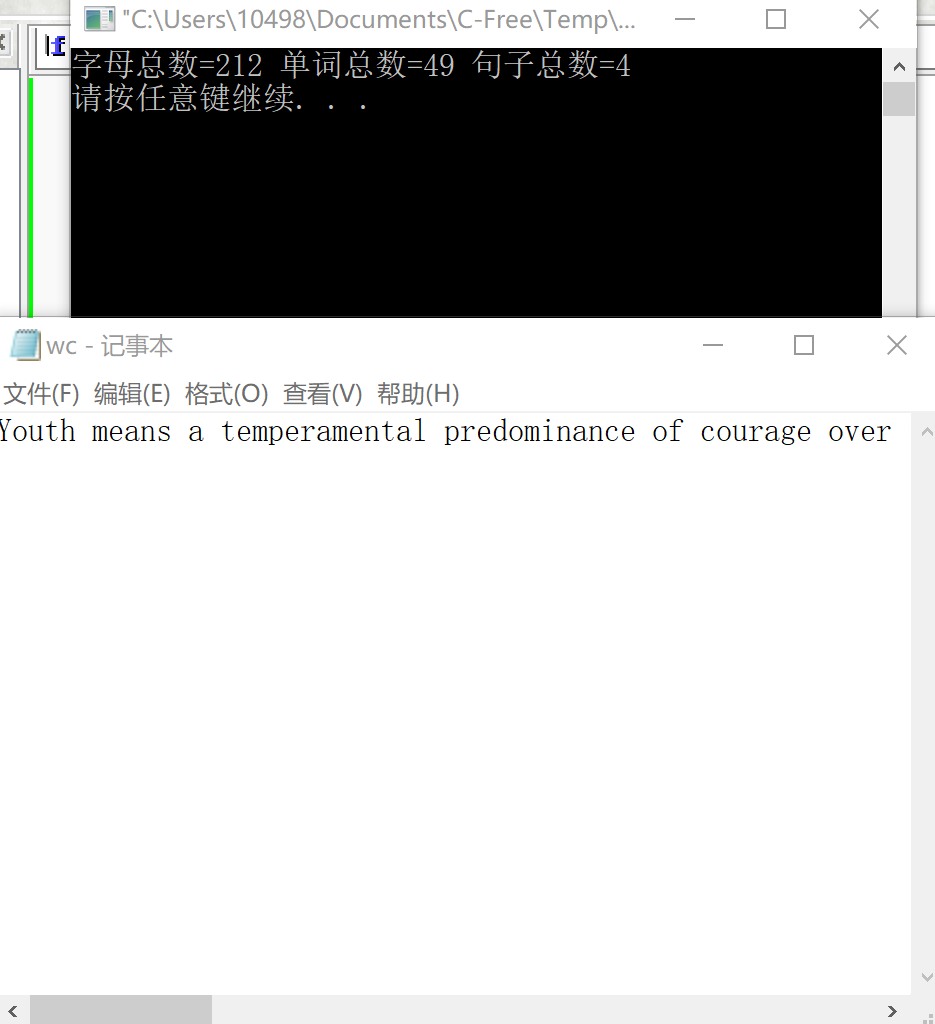 "C:\Users\10498\Documents\C-Free\Temp\...
字母总数=212 单词总数=49 句子总数=4
请按任意键继续. . .
wc - 记事本
文件(F) 编辑(E) 格式(O) 查看(V) 帮助(H)
Youth means a temperamental predominance of courage over